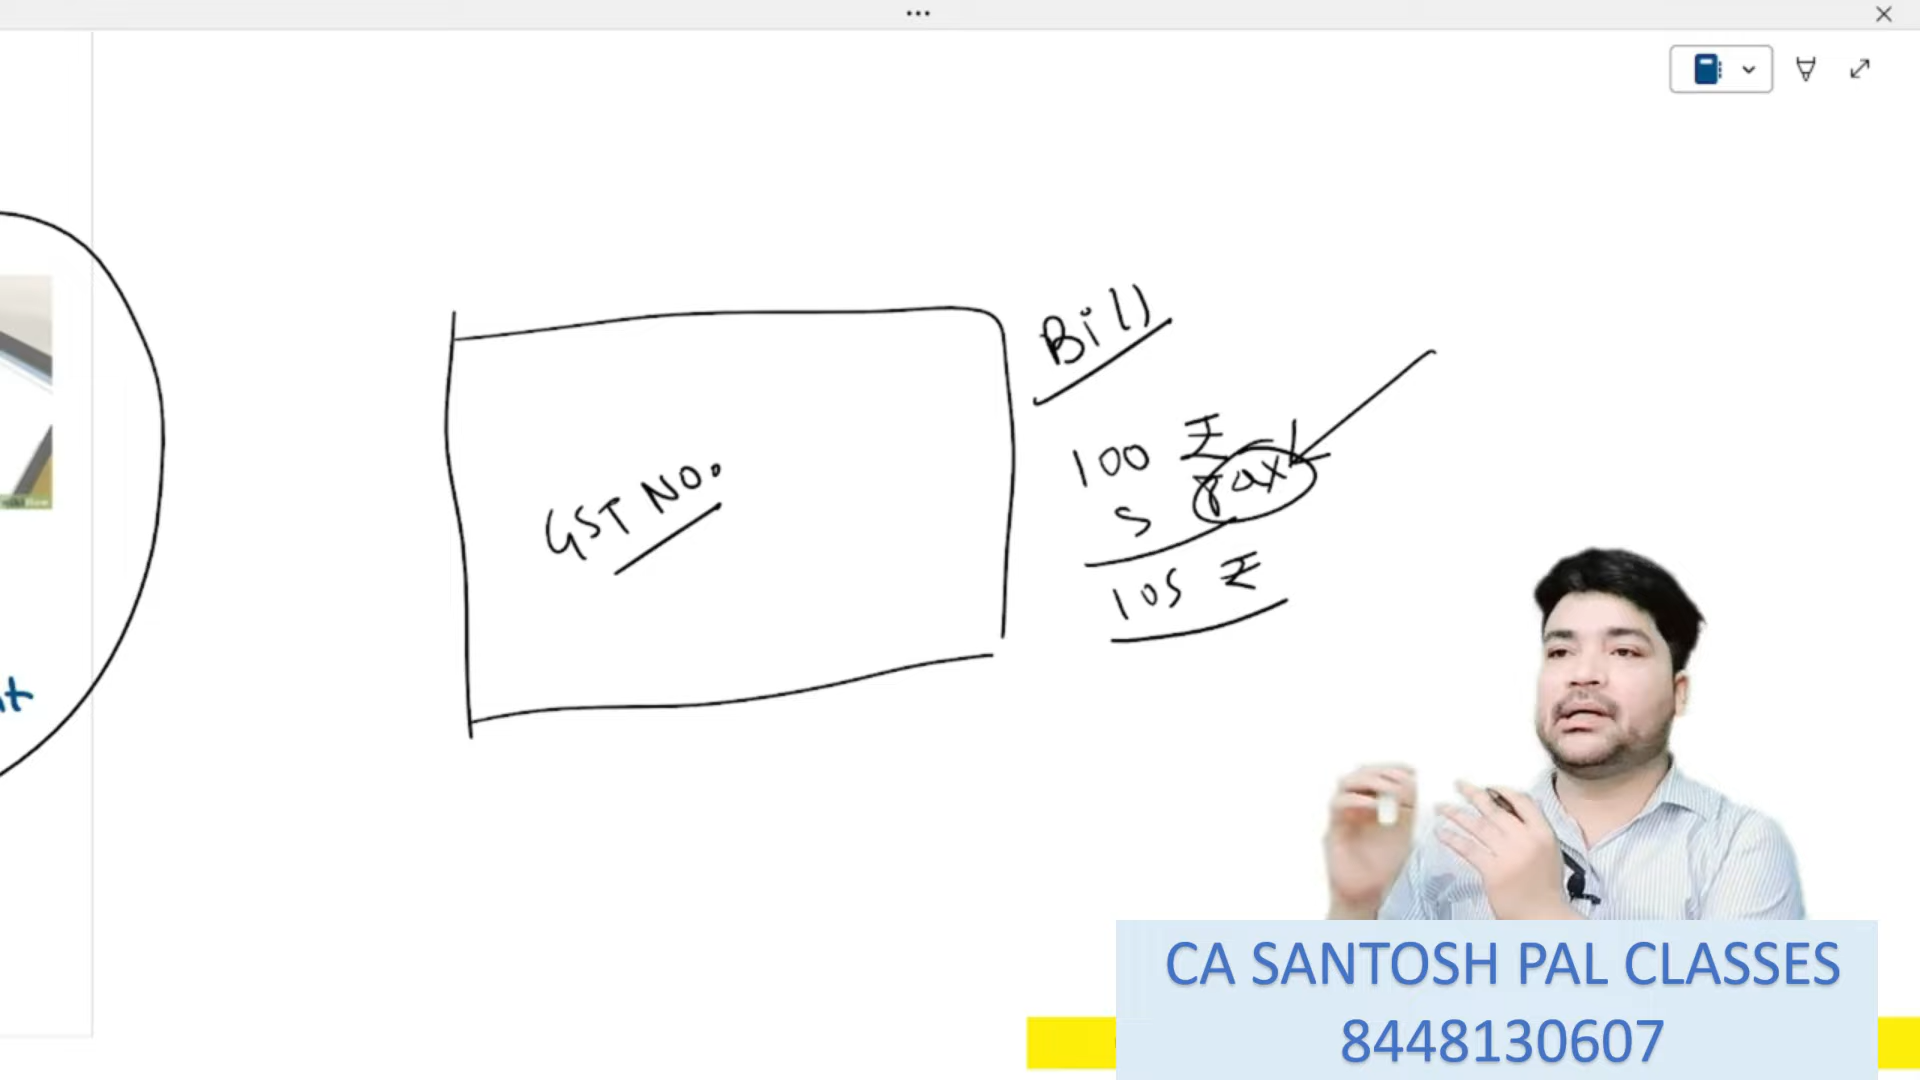 Bill
100 ₹
5 Tax
105 ₹
GST NO.
CA SANTOSH PAL CLASSES
8448130607